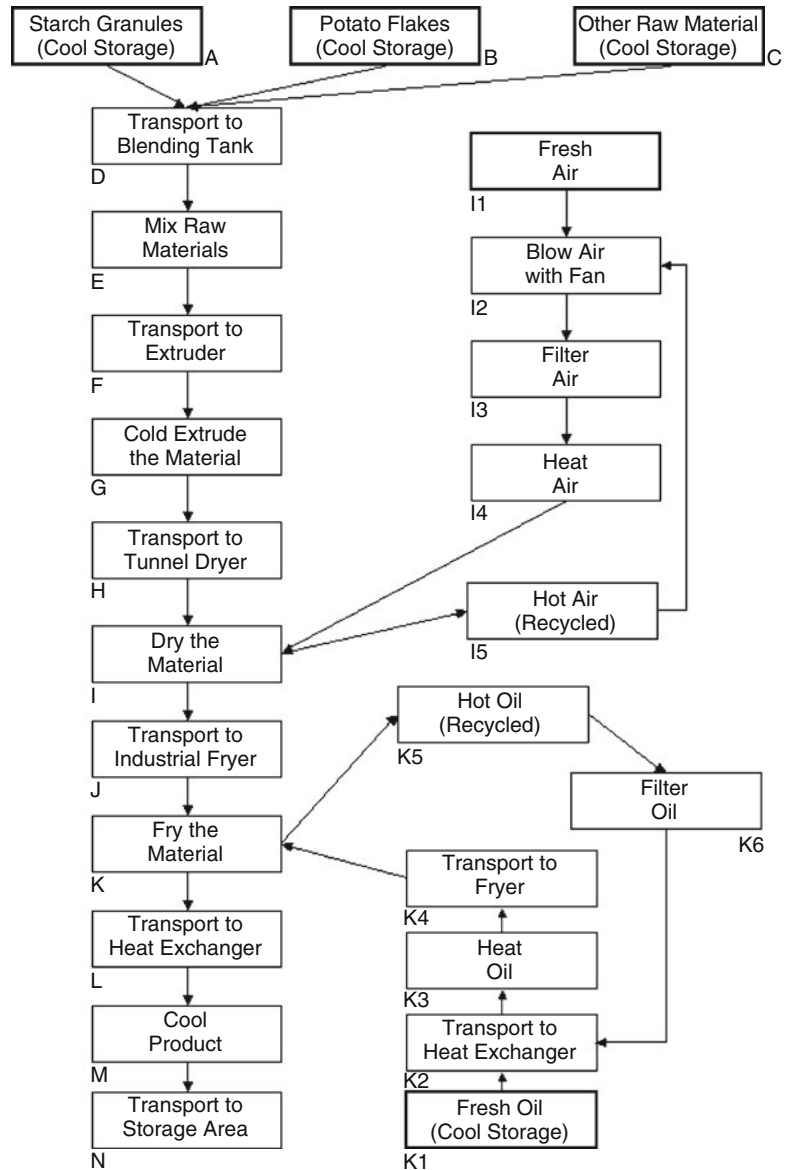 Starch Granules
(Cool Storage)
A
Potato Flakes
(Cool Storage)
B
Other Raw Material
(Cool Storage)
C
Transport to
Blending Tank
D
Mix Raw
Materials
E
Transport to
Extruder
F
Cold Extrude
the Material
G
Transport to
Tunnel Dryer
H
Dry the
Material
I
Transport to
Industrial Fryer
J
Fry the
Material
K
Transport to
Heat Exchanger
L
Cool
Product
M
Transport to
Storage Area
N
Fresh
Air
I1
Blow Air
with Fan
I2
Filter
Air
I3
Heat
Air
I4
Hot Air
(Recycled)
I5
Hot Oil
(Recycled)
K5
Filter
Oil
K6
Transport to
Fryer
K4
Heat
Oil
K3
Transport to
Heat Exchanger
K2
Fresh Oil
(Cool Storage)
K1